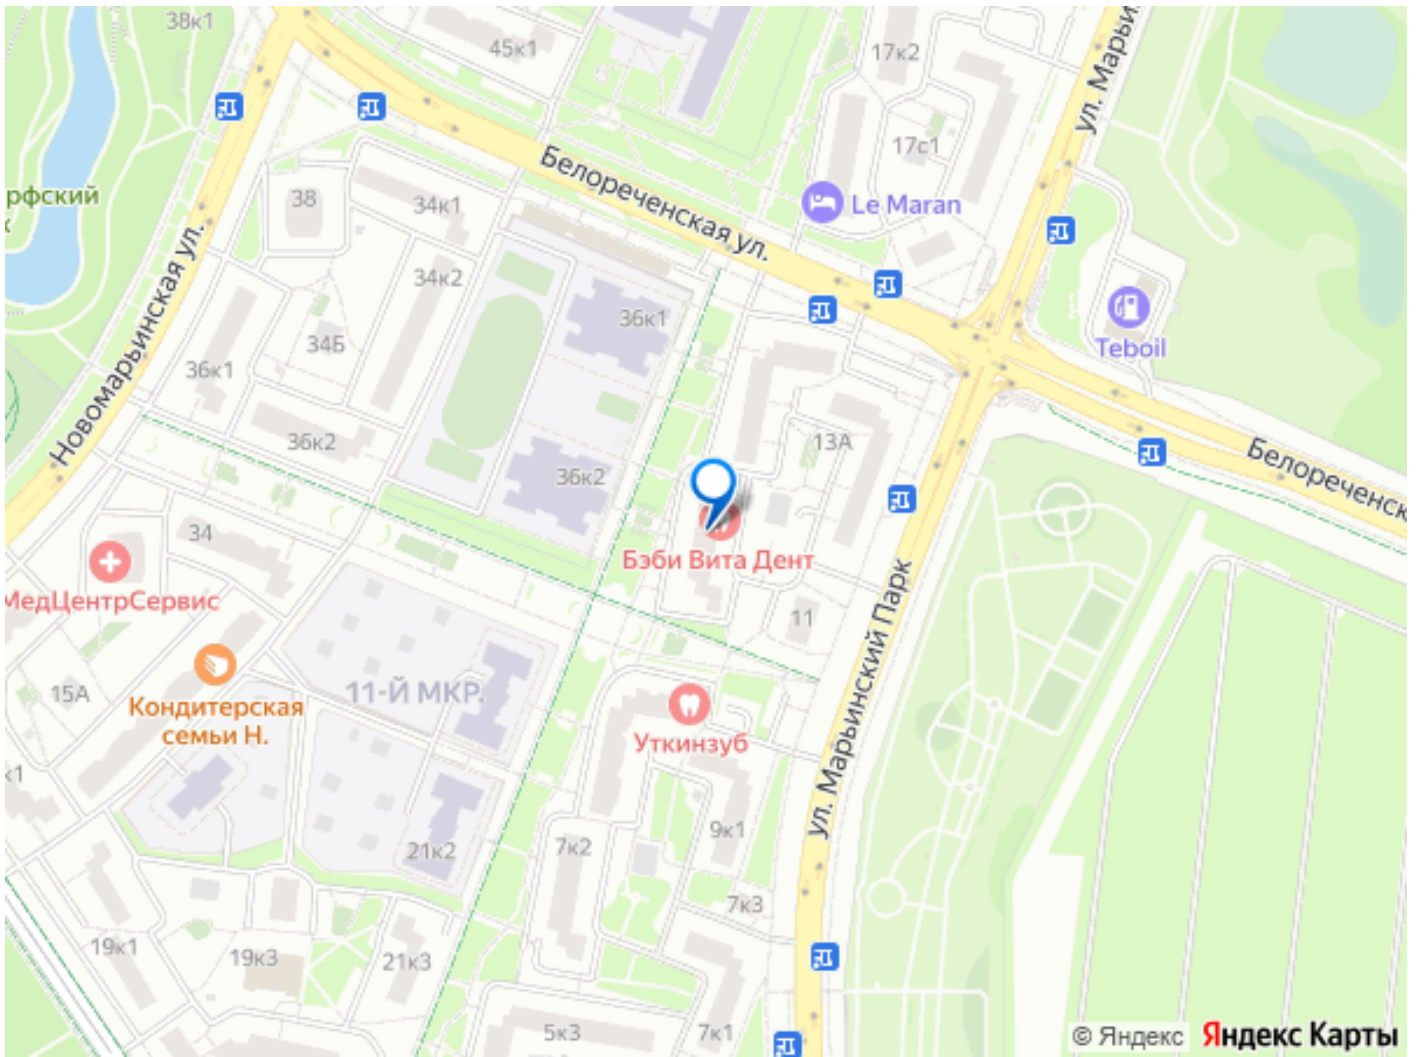 38к1
45к1
17к2
ул. Марьин
17с1
рфский
к
38
34к1
Белореченская ул.
Le Maran
Новомарьинская ул.
34к2
36к1
34Б
Teboil
36к1
36к2
13А
36к2
Белореченск
34
Бэби Вита Дент
МедЦентрСервис
11
ул. Марьинский Парк
15А
11-Й МКР.
Кондитерская
семьи Н.
Уткинзуб
к1
9к1
7к2
21к2
7к3
19к1
19к3
21к3
5к3
7к1
© Яндекс Яндекс Карты